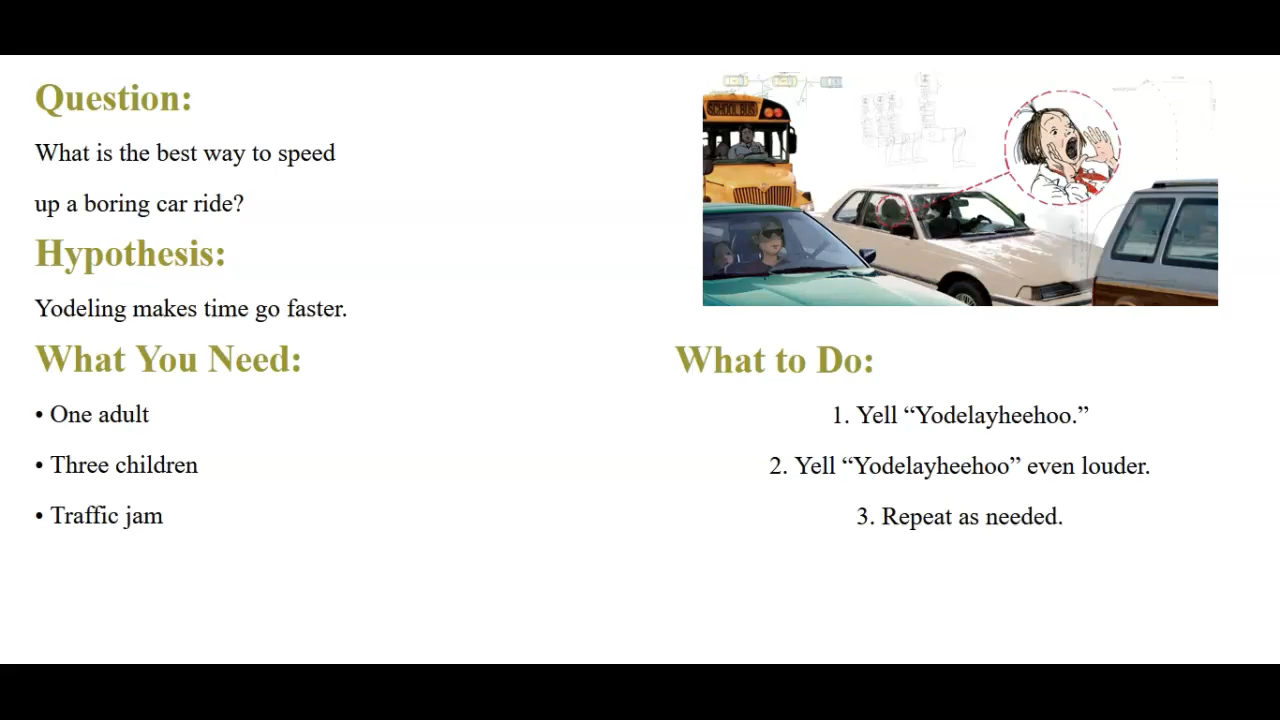 Question:
What is the best way to speed
up a boring car ride?
Hypothesis:
Yodeling makes time go faster.
What You Need:
• One adult
• Three children
• Traffic jam
SCHOOL BUS
What to Do:
1. Yell “Yodelayheehoo.”
2. Yell “Yodelayheehoo” even louder.
3. Repeat as needed.